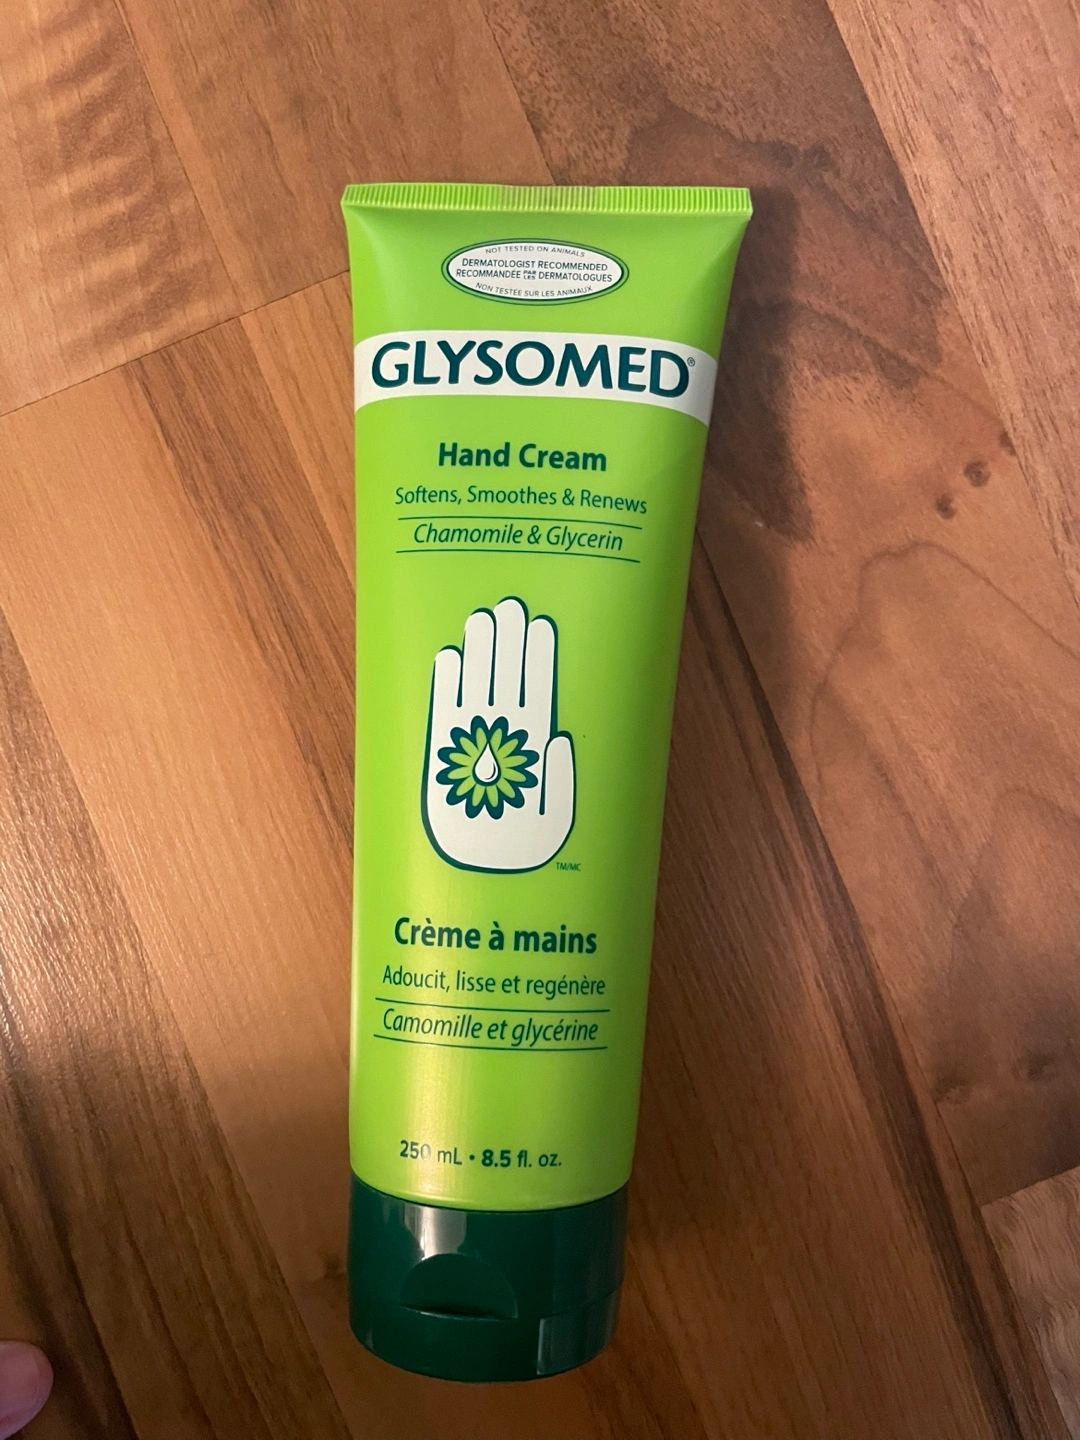 NOT TESTED ON ANIMALS
DERMATOLOGIST RECOMMENDED
RECOMMANDÉE PAR LES DERMATOLOGUES
NON TESTÉE SUR LES ANIMAUX
GLYSOMED®
Hand Cream
Softens, Smoothes & Renews
Chamomile & Glycerin
TM/MC
Crème à mains
Adoucit, lisse et regénère
Camomille et glycérine
250 mL • 8.5 fl. oz.